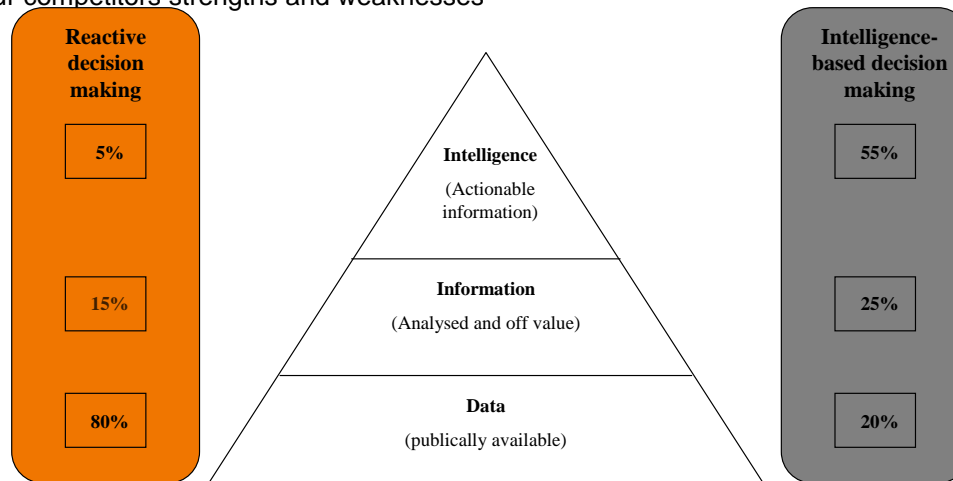 competitors strengths and weaknesses
Reactive
decision
making
5%
15%
80%
Intelligence
(Actionable
information)
Information
(Analysed and off value)
Data
(publically available)
Intelligence-
based decision
making
55%
25%
20%